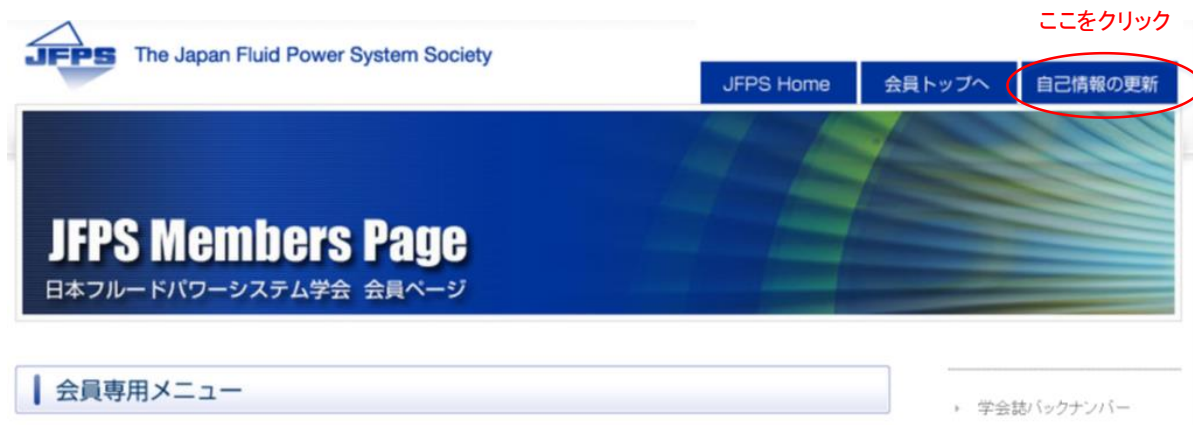 ここをクリック
JFPS The Japan Fluid Power System Society
JFPS Home 会員トップへ 自己情報の更新
JFPS Members Page
日本フルードパワーシステム学会 会員ページ
会員専用メニュー
学会誌バックナンバー